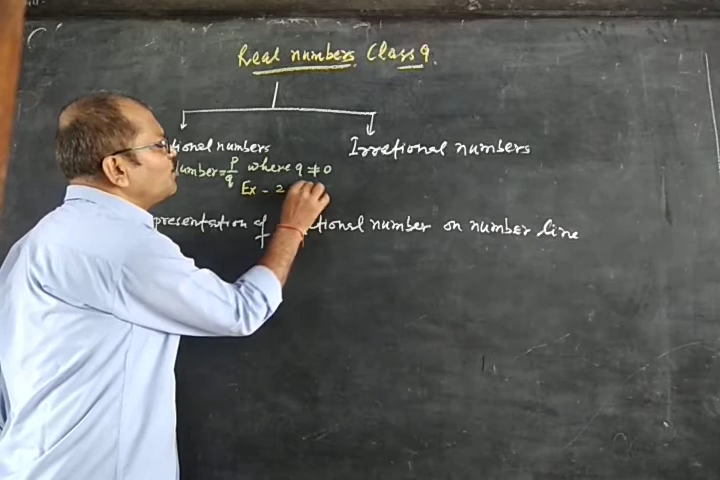 Real numbers Class 9.
tional numbers Irrational numbers
umber = p/q where q ≠ 0
Ex - 2
presentation of tional number on number line